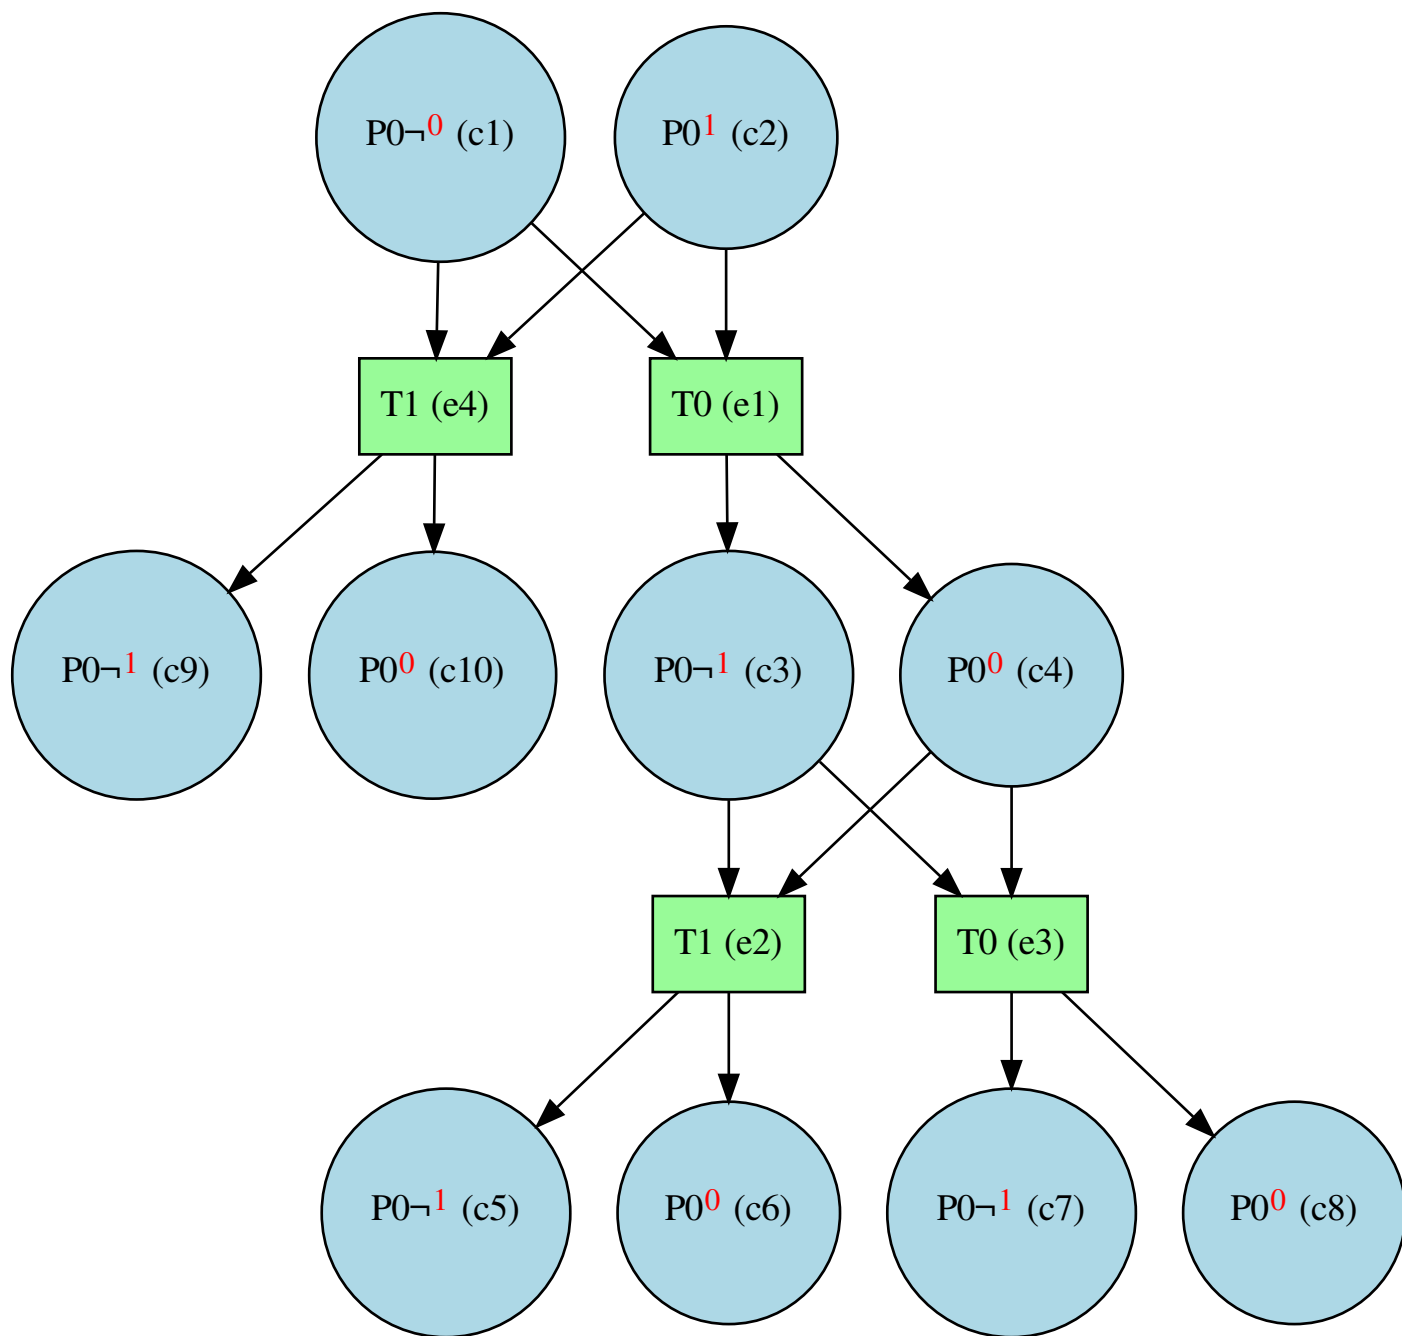 P0¬⁰ (c1)
P0¹ (c2)
T1 (e4)
T0 (e1)
P0¬¹ (c9)
P0⁰ (c10)
P0¬¹ (c3)
P0⁰ (c4)
T1 (e2)
T0 (e3)
P0¬¹ (c5)
P0⁰ (c6)
P0¬¹ (c7)
P0⁰ (c8)